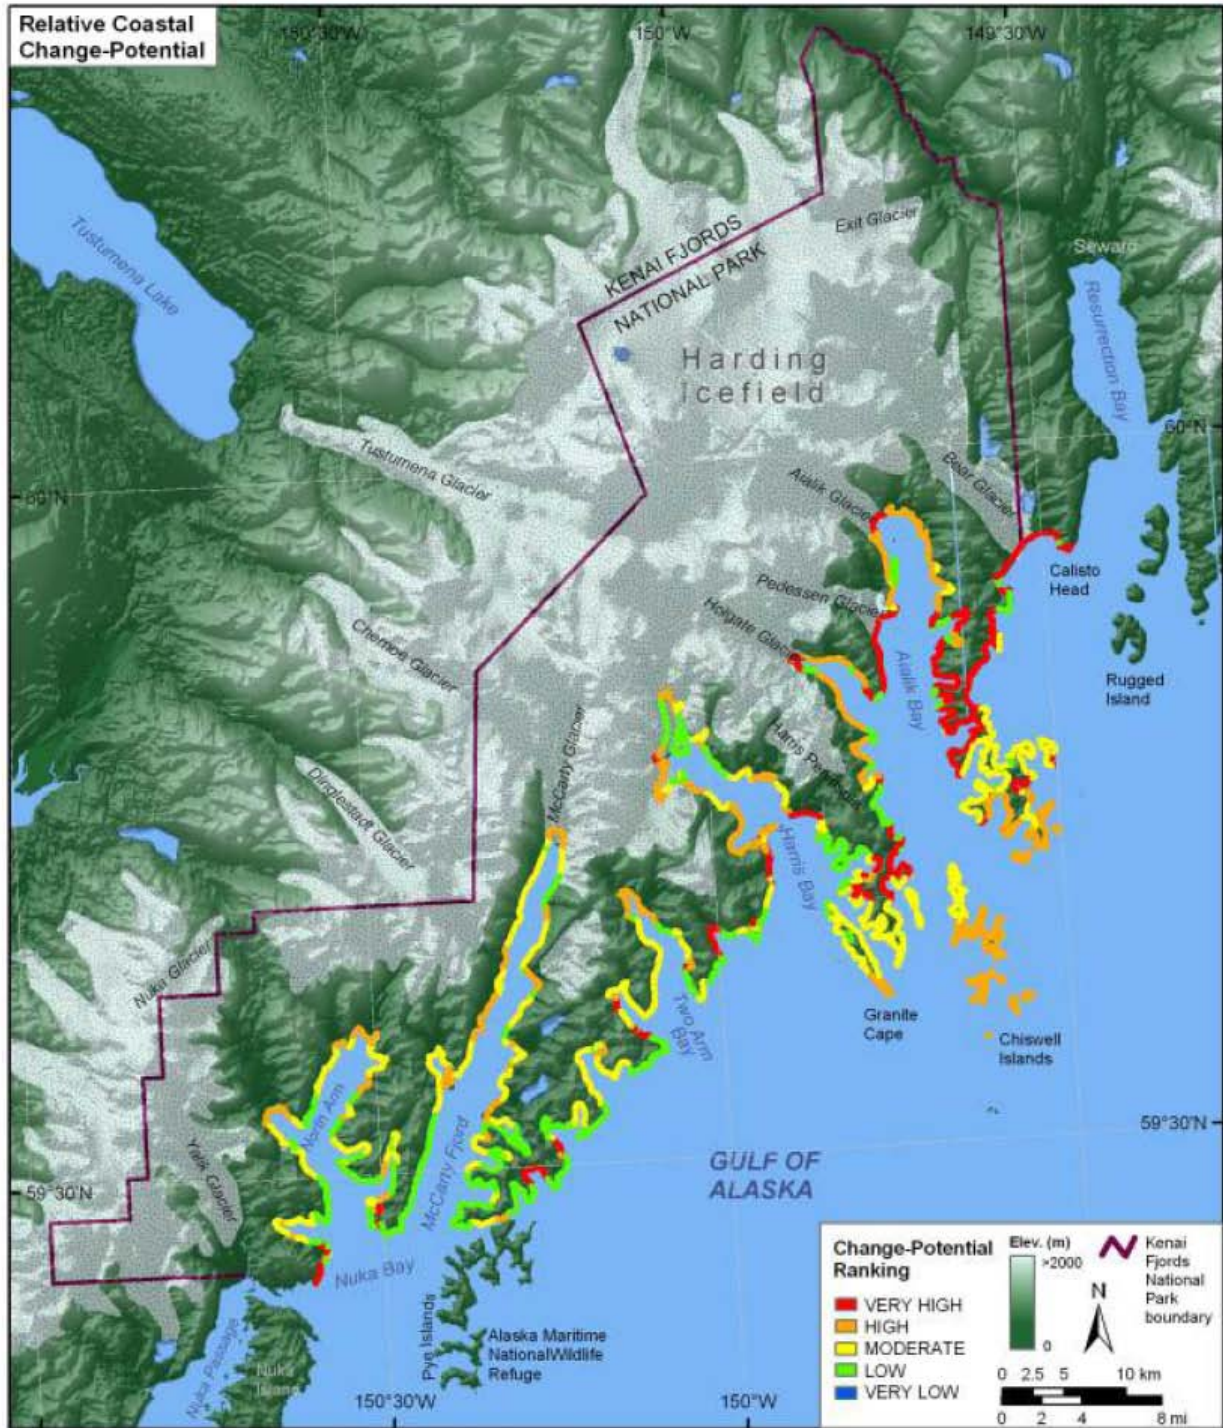 Relative Coastal
Change-Potential
150°30'W
150°W
149°30'W
Exit Glacier
KENAI FJORDS
NATIONAL PARK
Seward
Tustumena Lake
Resurrection Bay
Harding
Icefield
60°N
60°N
Tustumena Glacier
Bear Glacier
Aialik Glacier
Calisto
Head
Pedessen Glacier
Holgate Glacier
Chernoe Glacier
Aialik Bay
Rugged
Island
McCarty Glacier
Harris Peninsula
Dinglestadt Glacier
Harris Bay
Nuka Glacier
Two Arm
Bay
Granite
Cape
Chiswell
Islands
North Arm
59°30'N
McCarty Fjord
GULF OF
ALASKA
Yalik Glacier
59°30'N
Nuka Bay
Pye Islands
Alaska Maritime
NationalWildlife
Refuge
Nuka Passage
Nuka
Island
150°30'W
150°W
Change-Potential
Ranking
VERY HIGH
HIGH
MODERATE
LOW
VERY LOW
Elev. (m)
>2000
0
Kenai
Fjords
National
Park
boundary
N
0 2.5 5 10 km
0 2 4 8 mi